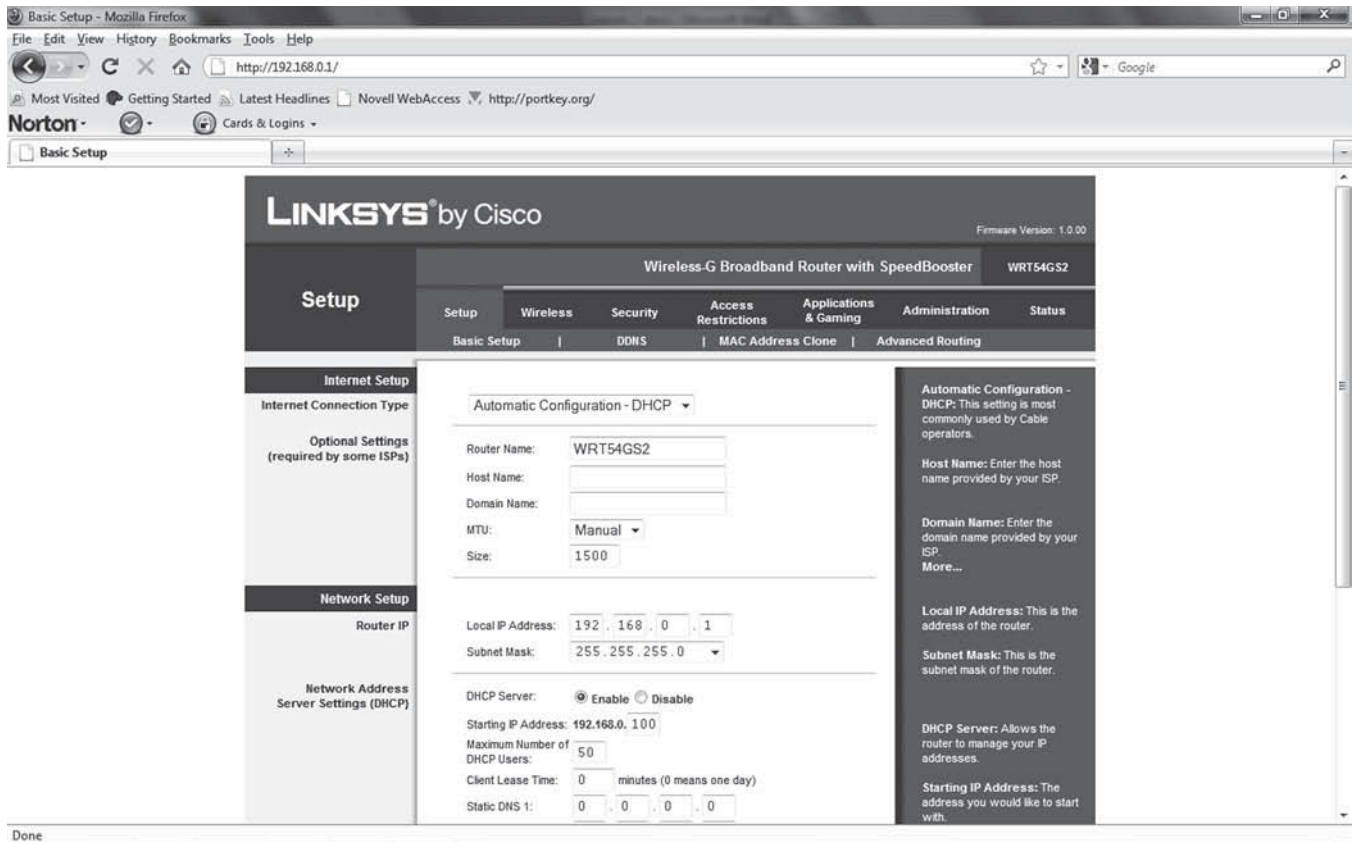 Basic Setup - Mozilla Firefox
File Edit View History Bookmarks Tools Help
http://192.168.0.1/
Google
Most Visited Getting Started Latest Headlines Novell WebAccess http://portkey.org/
Norton Cards & Logins
Basic Setup
LINKSYS® by Cisco
Firmware Version: 1.0.00
Wireless-G Broadband Router with SpeedBooster WRT54GS2
Setup
Setup Wireless Security Access Restrictions Applications & Gaming Administration Status
Basic Setup | DDNS | MAC Address Clone | Advanced Routing
Internet Setup
Internet Connection Type
Automatic Configuration - DHCP
Optional Settings
(required by some ISPs)
Router Name: WRT54GS2
Host Name:
Domain Name:
MTU: Manual
Size: 1500
Network Setup
Router IP
Local IP Address: 192 . 168 . 0 . 1
Subnet Mask: 255.255.255.0
Network Address
Server Settings (DHCP)
DHCP Server: Enable Disable
Starting IP Address: 192.168.0. 100
Maximum Number of
DHCP Users: 50
Client Lease Time: 0 minutes (0 means one day)
Static DNS 1: 0 . 0 . 0 . 0
Automatic Configuration -
DHCP: This setting is most
commonly used by Cable
operators.
Host Name: Enter the host
name provided by your ISP.
Domain Name: Enter the
domain name provided by your
ISP.
More...
Local IP Address: This is the
address of the router.
Subnet Mask: This is the
subnet mask of the router.
DHCP Server: Allows the
router to manage your IP
addresses.
Starting IP Address: The
address you would like to start
with.
Done